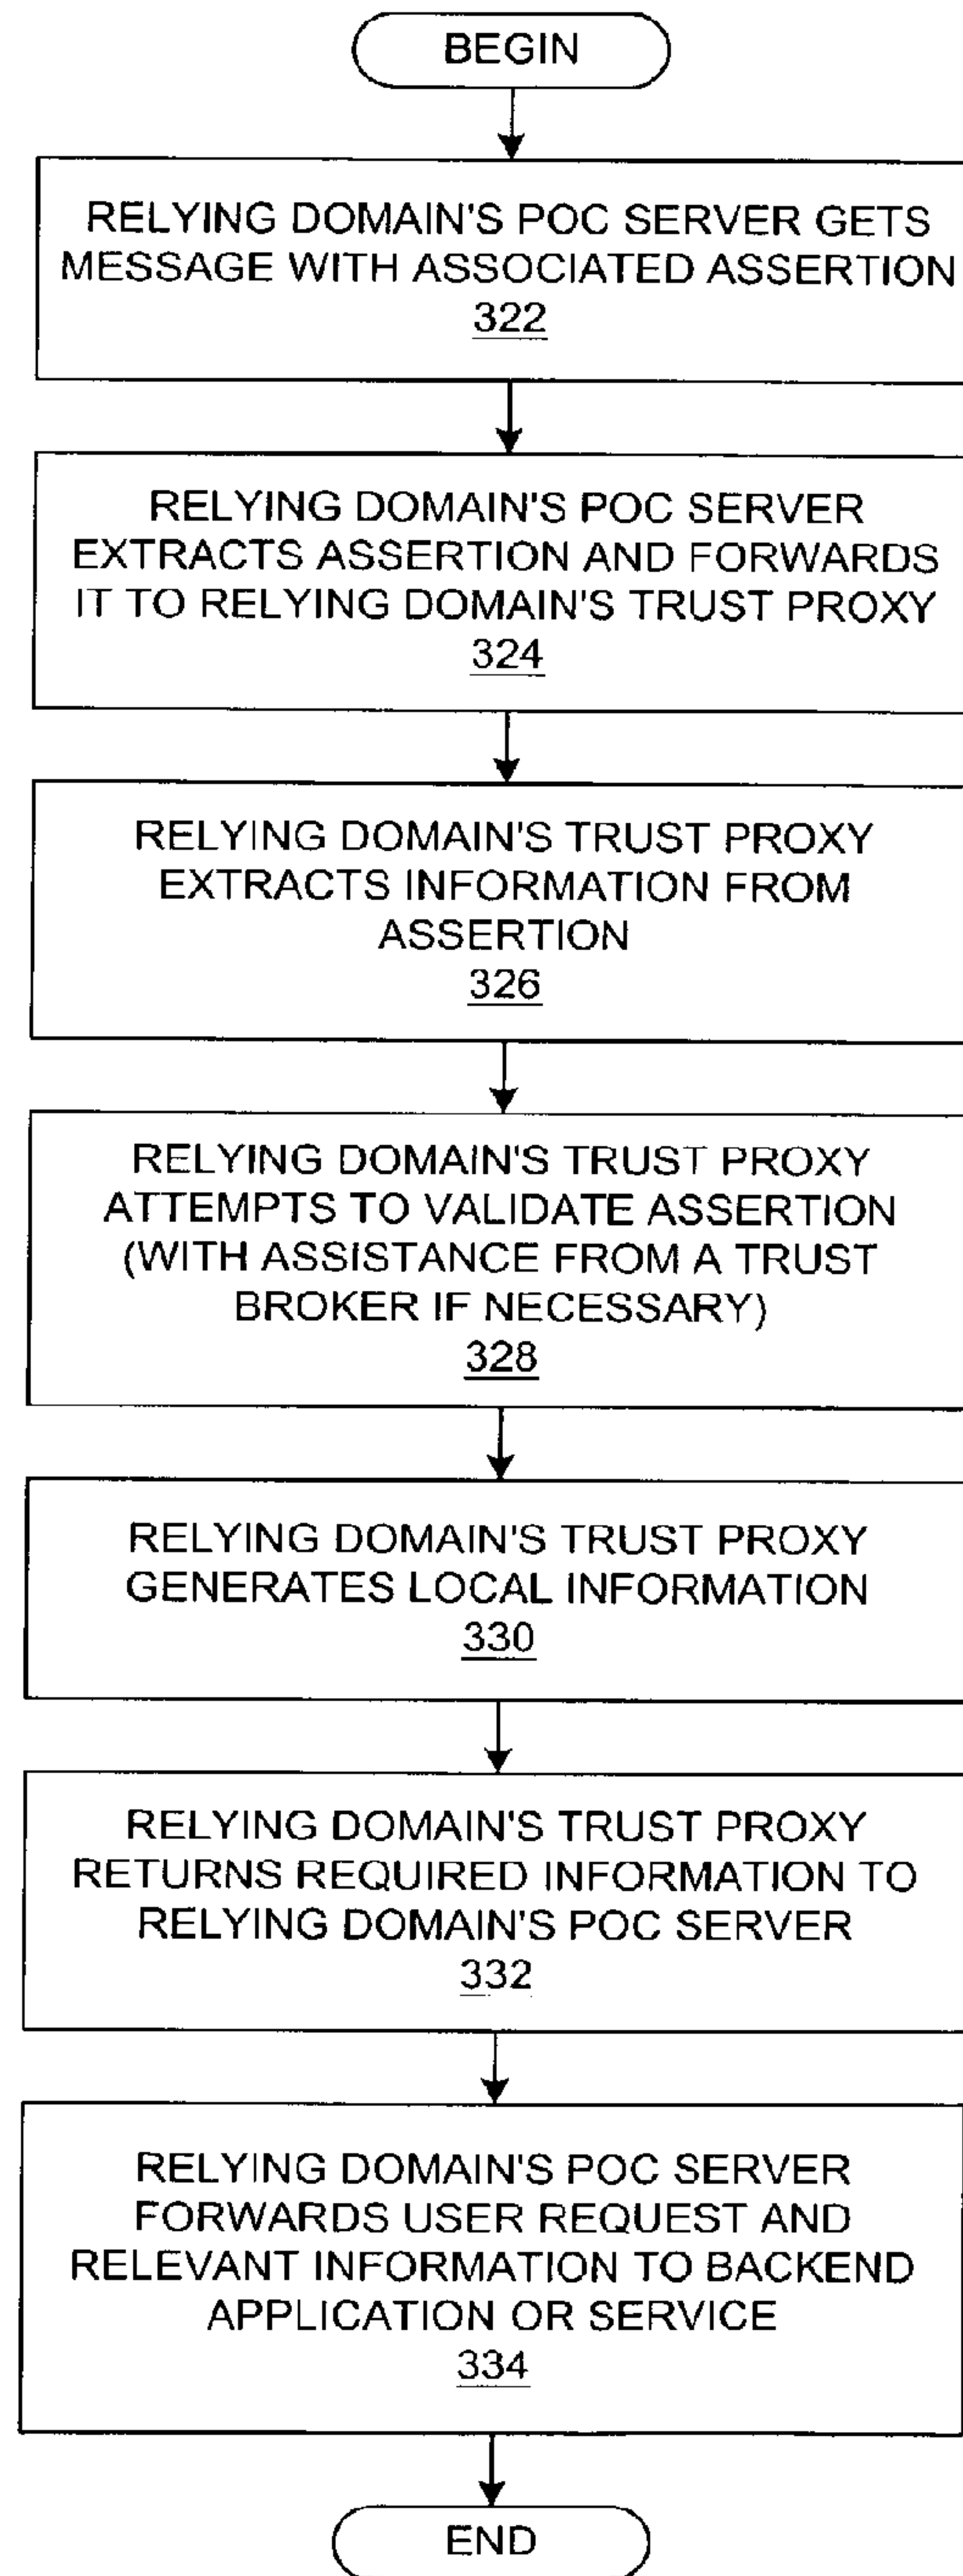 BEGIN
RELYING DOMAIN'S POC SERVER GETS
MESSAGE WITH ASSOCIATED ASSERTION
322
RELYING DOMAIN'S POC SERVER
EXTRACTS ASSERTION AND FORWARDS
IT TO RELYING DOMAIN'S TRUST PROXY
324
RELYING DOMAIN'S TRUST PROXY
EXTRACTS INFORMATION FROM
ASSERTION
326
RELYING DOMAIN'S TRUST PROXY
ATTEMPTS TO VALIDATE ASSERTION
(WITH ASSISTANCE FROM A TRUST
BROKER IF NECESSARY)
328
RELYING DOMAIN'S TRUST PROXY
GENERATES LOCAL INFORMATION
330
RELYING DOMAIN'S TRUST PROXY
RETURNS REQUIRED INFORMATION TO
RELYING DOMAIN'S POC SERVER
332
RELYING DOMAIN'S POC SERVER
FORWARDS USER REQUEST AND
RELEVANT INFORMATION TO BACKEND
APPLICATION OR SERVICE
334
END